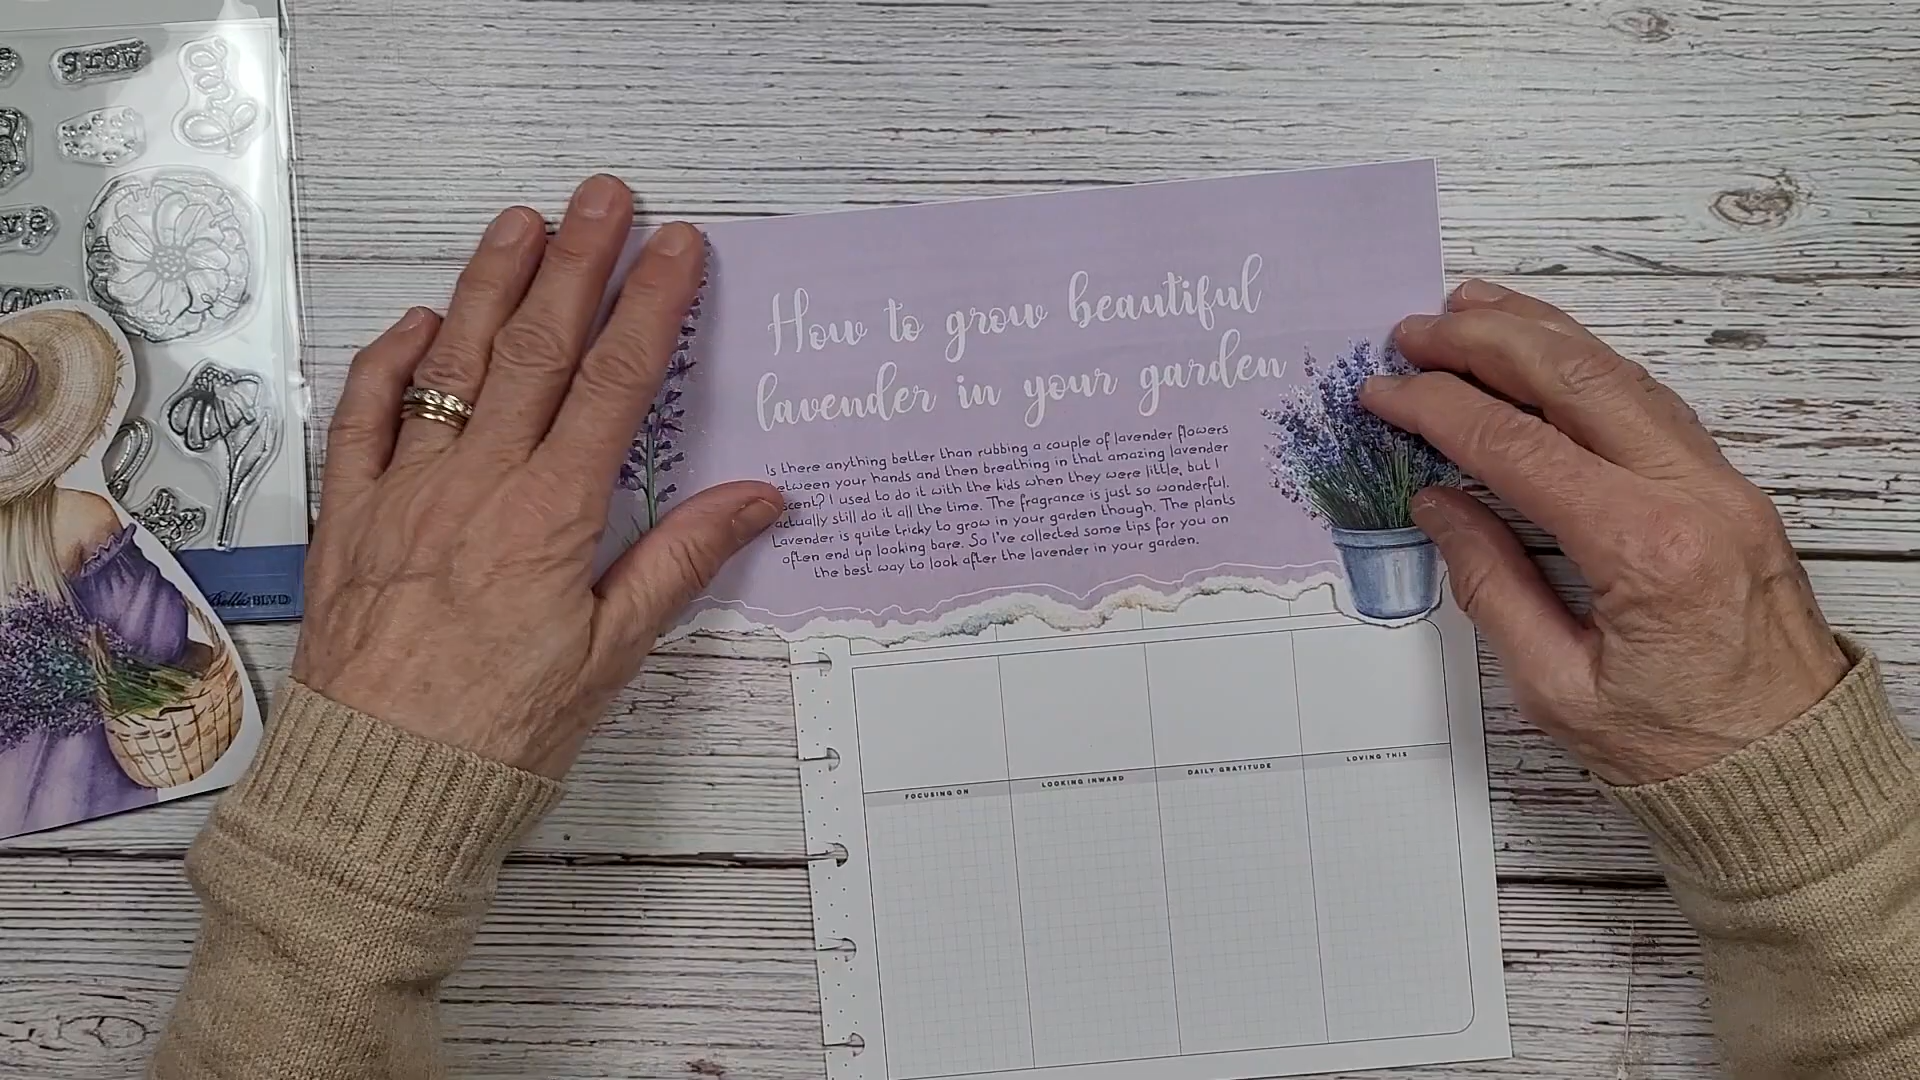 grow
How to grow beautiful
lavender in your garden
Is there anything better than rubbing a couple of lavender flowers
between your hands and then breathing in that amazing lavender
scent? I used to do it with the kids when they were little, but I
actually still do it all the time. The fragrance is just so wonderful.
Lavender is quite tricky to grow in your garden though. The plants
often end up looking bare. So I've collected some tips for you on
the best way to look after the lavender in your garden.
FOCUSING ON
LOOKING INWARD
DAILY GRATITUDE
LOVING THIS
Bella BLVD